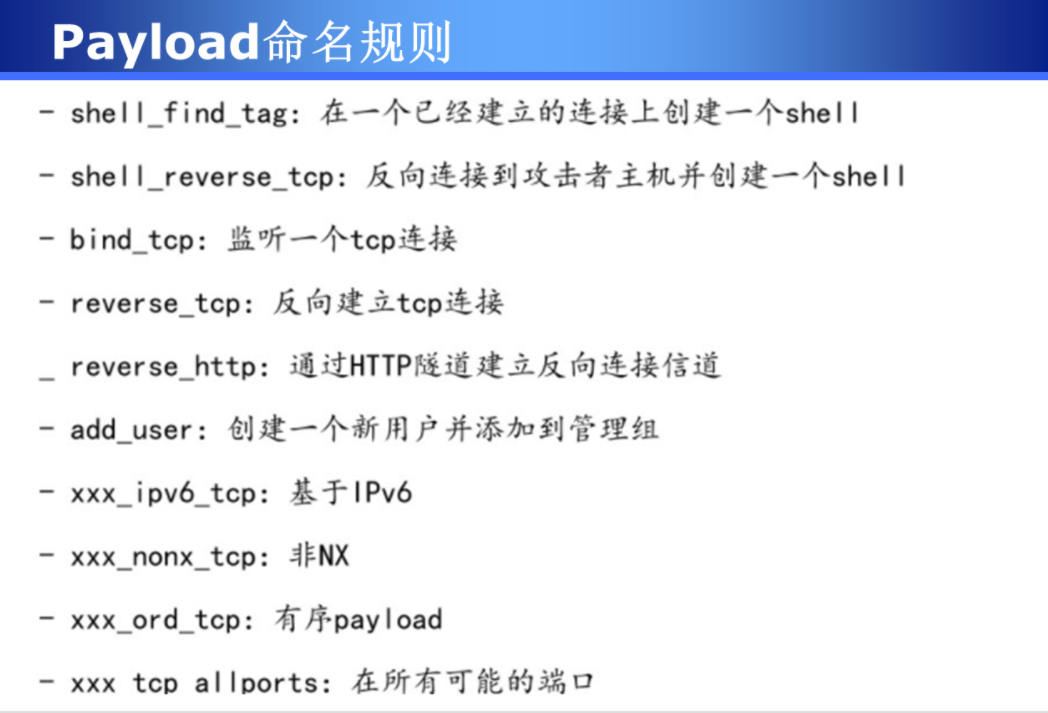 Payload命名规则
- shell_find_tag: 在一个已经建立的连接上创建一个shell
- shell_reverse_tcp: 反向连接到攻击者主机并创建一个shell
- bind_tcp: 监听一个tcp连接
- reverse_tcp: 反向建立tcp连接
_ reverse_http: 通过HTTP隧道建立反向连接信道
- add_user: 创建一个新用户并添加到管理组
- xxx_ipv6_tcp: 基于IPv6
- xxx_nonx_tcp: 非NX
- xxx_ord_tcp: 有序payload
- xxx tcp allports: 在所有可能的端口